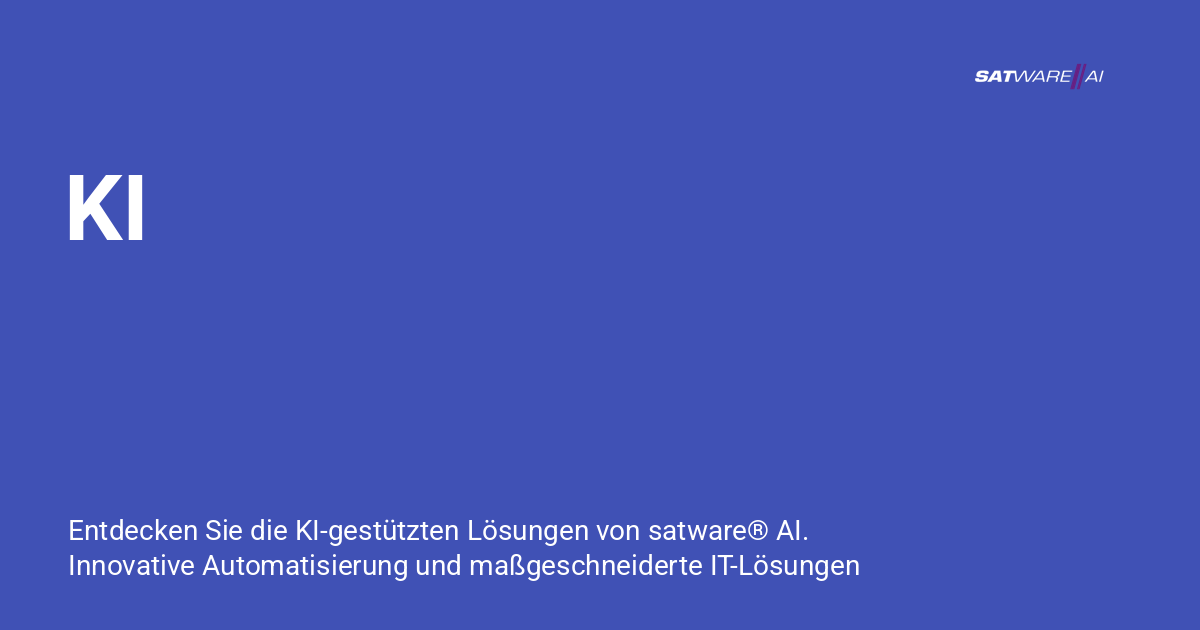 SATWARE//AI
KI
Entdecken Sie die KI-gestützten Lösungen von satware® AI.
Innovative Automatisierung und maßgeschneiderte IT-Lösungen